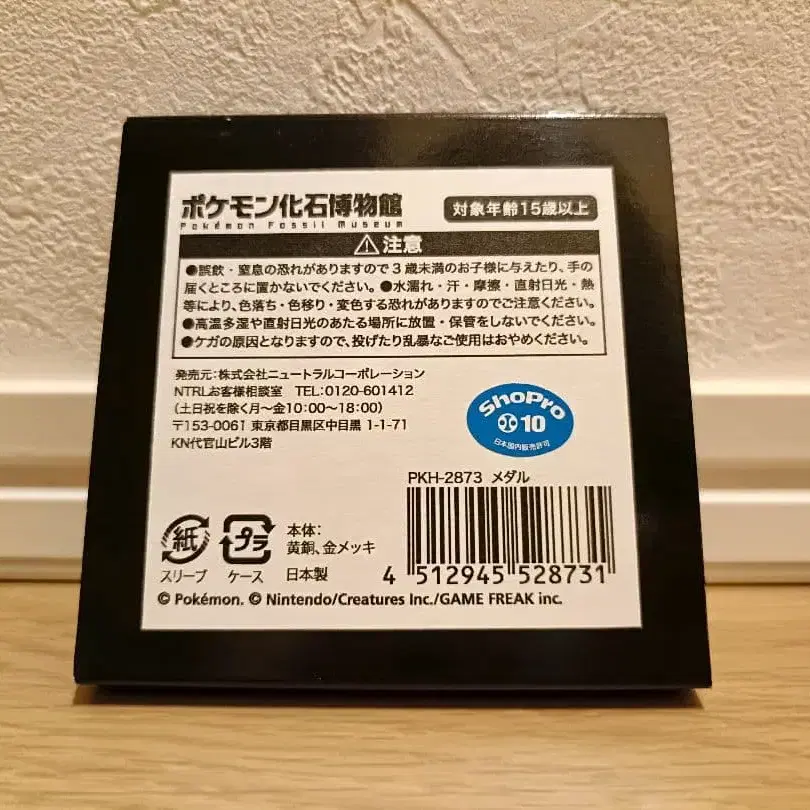 ポケモン化石博物館
Pokémon Fossil Museum
対象年齢15歳以上
注意
●誤飲・窒息の恐れがありますので３歳未満のお子様に与えたり、手の
届くところに置かないでください。●水濡れ・汗・摩擦・直射日光・熱
等により、色落ち・色移り・変色する恐れがありますのでご注意ください。
●高温多湿や直射日光のあたる場所に放置・保管をしないでください。
●ケガの原因となりますので、投げたり乱暴なご使用はおやめください。
発売元:株式会社ニュートラルコーポレーション
NTRLお客様相談室 TEL:0120-601412
(土日祝を除く月〜金10:00〜18:00)
〒153-0061 東京都目黒区中目黒 1-1-71
KN代官山ビル3階
ShoPro
10
日本国内販売許可
PKH-2873 メダル
紙
スリーブ
プラ
ケース
本体:
黄銅、金メッキ
日本製
4 512945 528731
© Pokémon. © Nintendo/Creatures Inc./GAME FREAK inc.